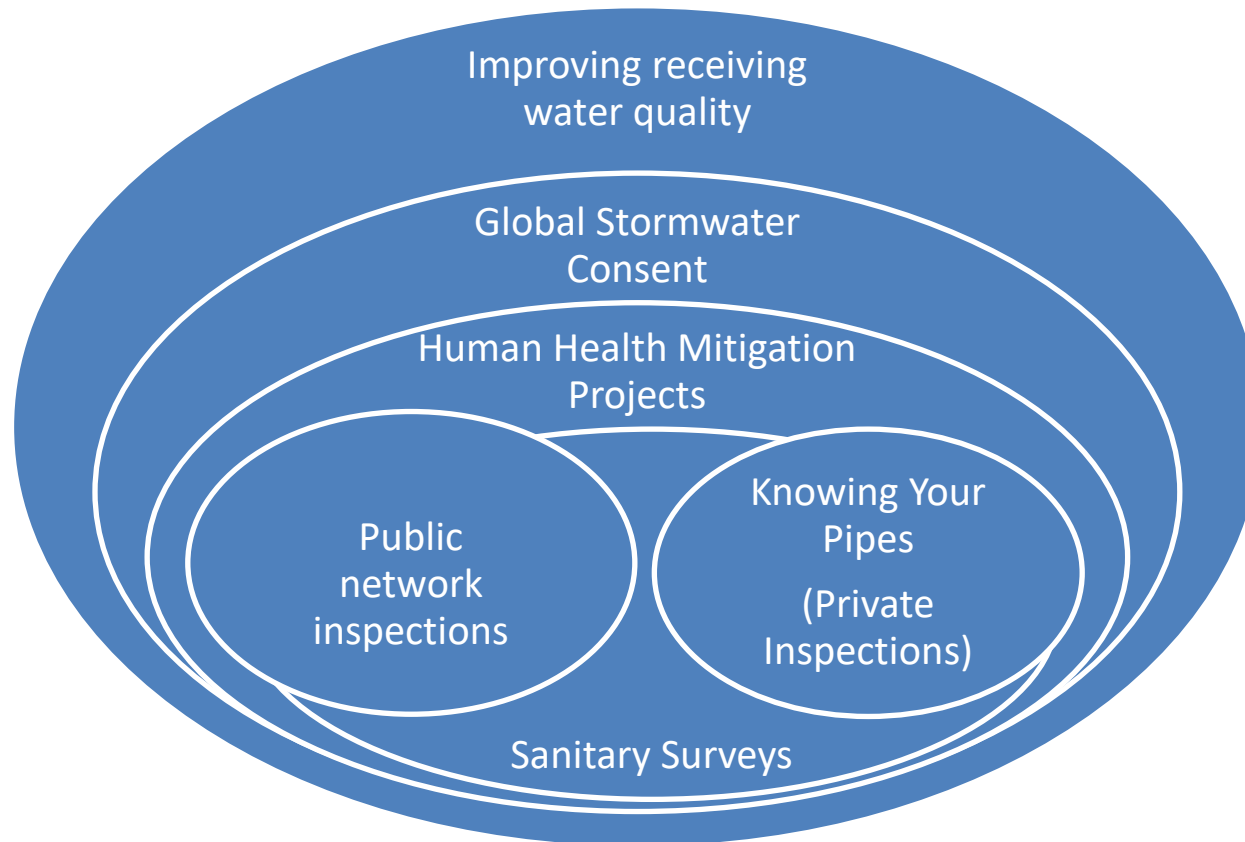 Improving receiving
water quality
Global Stormwater
Consent
Human Health Mitigation
Projects
Public
network
inspections
Knowing Your
Pipes
(Private
Inspections)
Sanitary Surveys